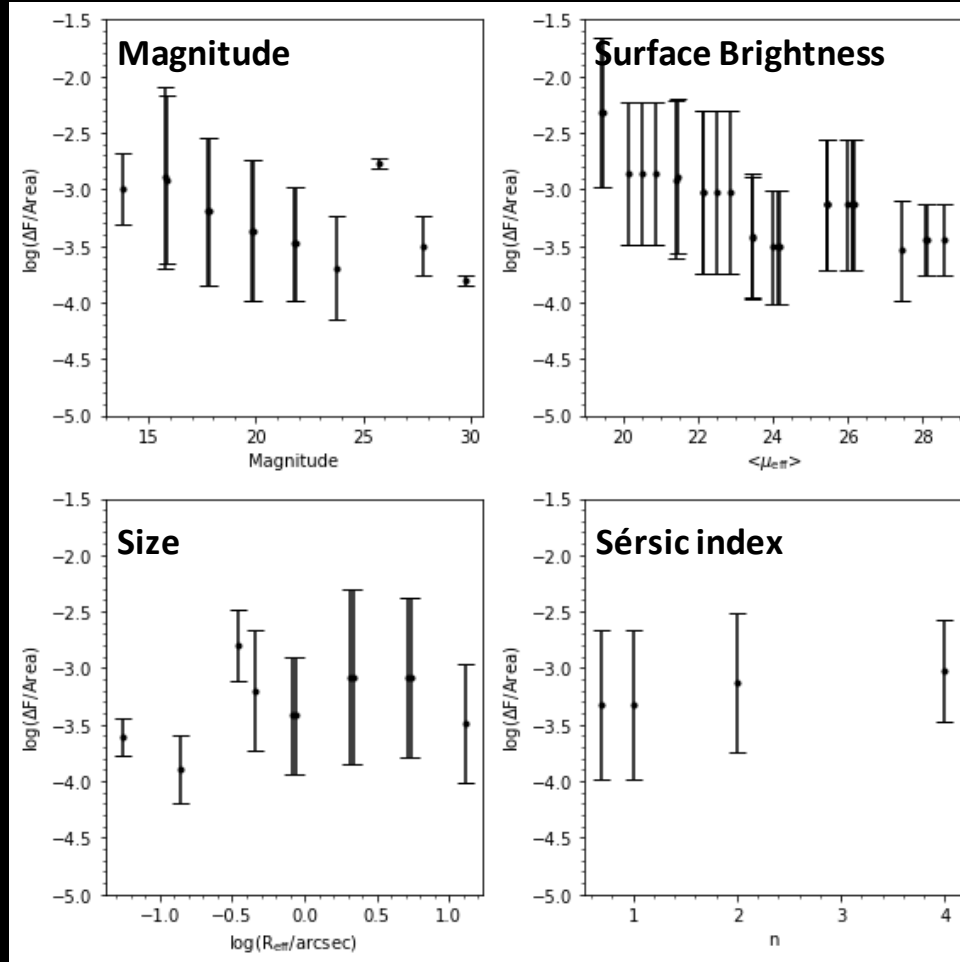 Magnitude
−1.5
−2.0
−2.5
−3.0
−3.5
−4.0
−4.5
−5.0
log(ΔF/Area)
15 20 25 30
Magnitude
Surface Brightness
−1.5
−2.0
−2.5
−3.0
−3.5
−4.0
−4.5
−5.0
log(ΔF/Area)
20 22 24 26 28
<μeff>
Size
−1.5
−2.0
−2.5
−3.0
−3.5
−4.0
−4.5
−5.0
log(ΔF/Area)
−1.0 −0.5 0.0 0.5 1.0
log(Reff/arcsec)
Sérsic index
−1.5
−2.0
−2.5
−3.0
−3.5
−4.0
−4.5
−5.0
log(ΔF/Area)
1 2 3 4
n